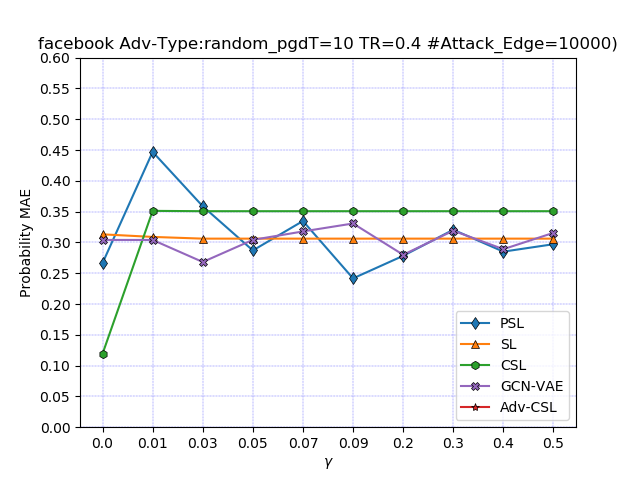 facebook Adv-Type:random_pgdT=10 TR=0.4 #Attack_Edge=10000)
0.60
0.55
0.50
0.45
0.40
0.35
0.30
0.25
0.20
0.15
0.10
0.05
0.00
Probability MAE
PSL
SL
CSL
GCN-VAE
Adv-CSL
0.0 0.01 0.03 0.05 0.07 0.09 0.2 0.3 0.4 0.5
γ